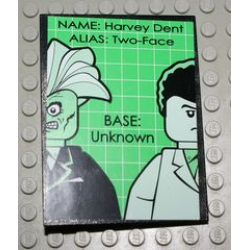 NAME: Harvey Dent
ALIAS: Two-Face
BASE:
Unknown